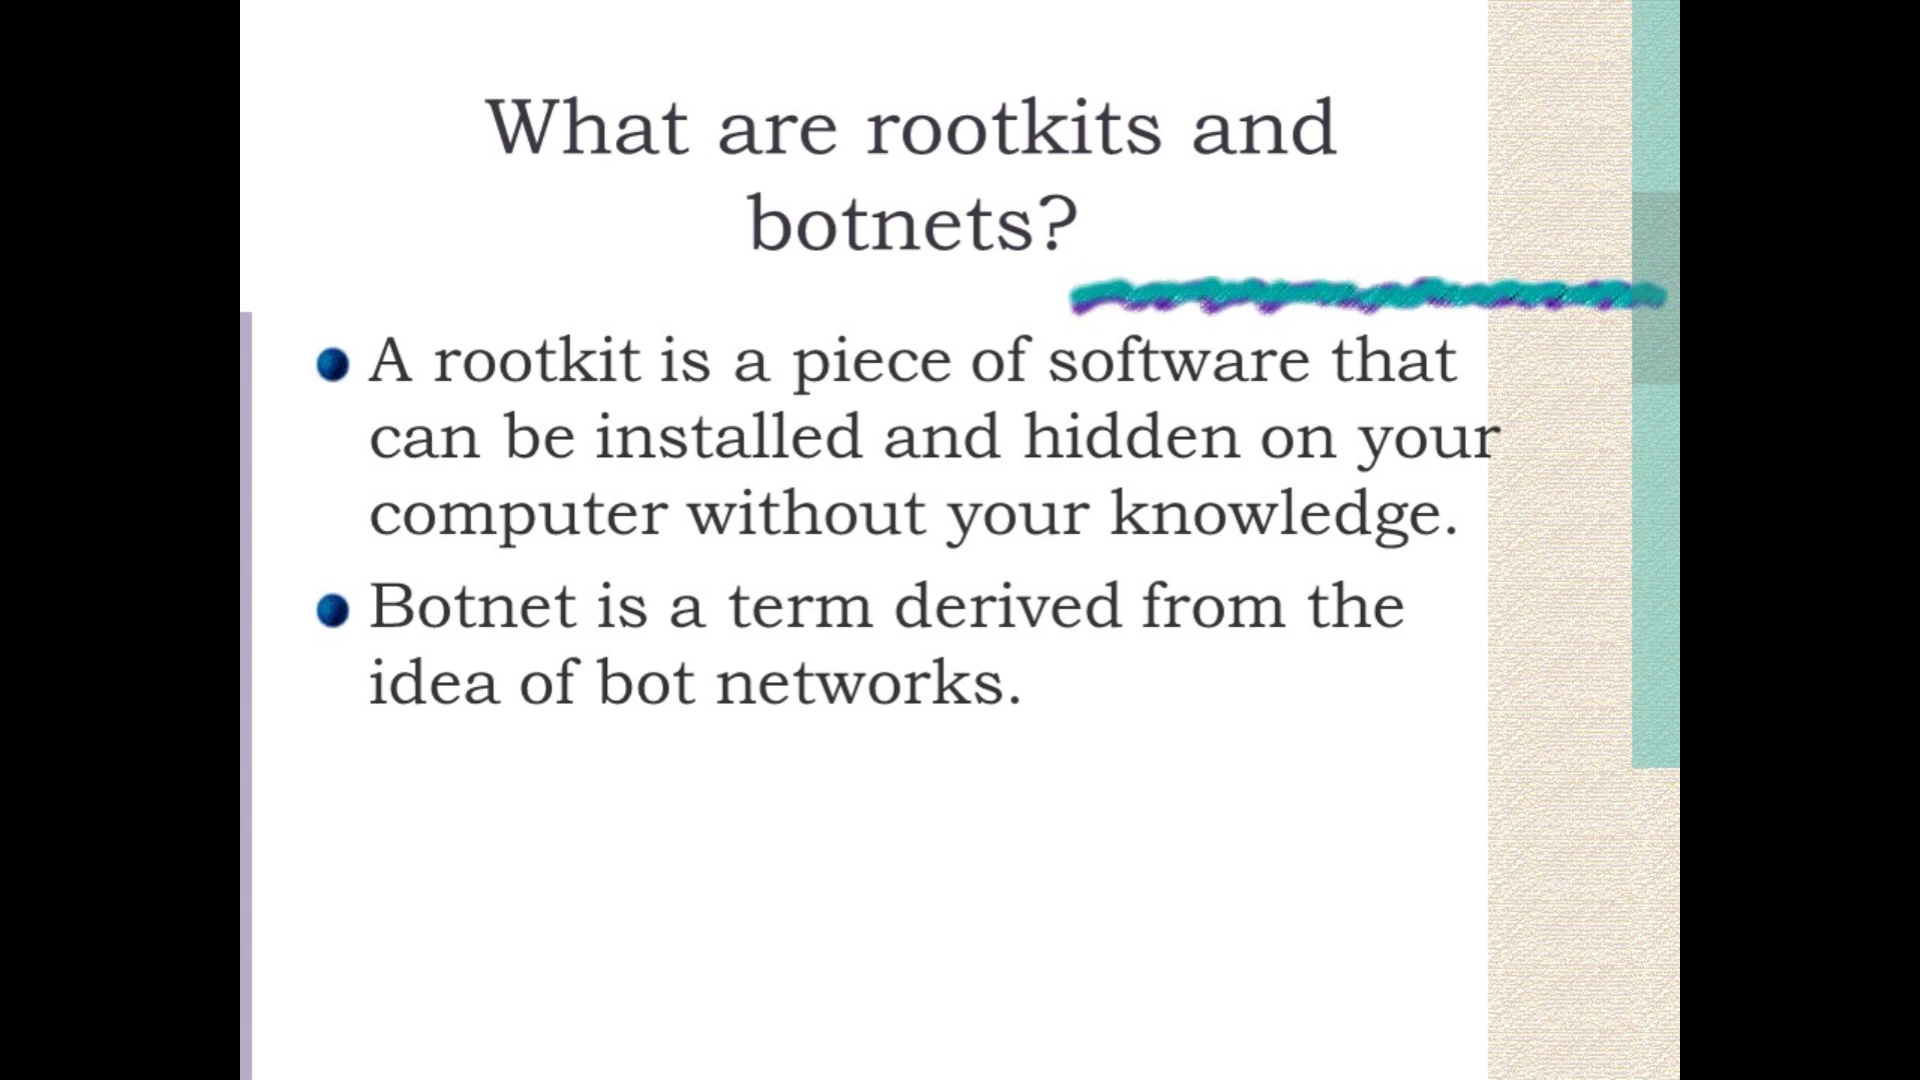 What are rootkits and
botnets?
A rootkit is a piece of software that
can be installed and hidden on your
computer without your knowledge.
Botnet is a term derived from the
idea of bot networks.